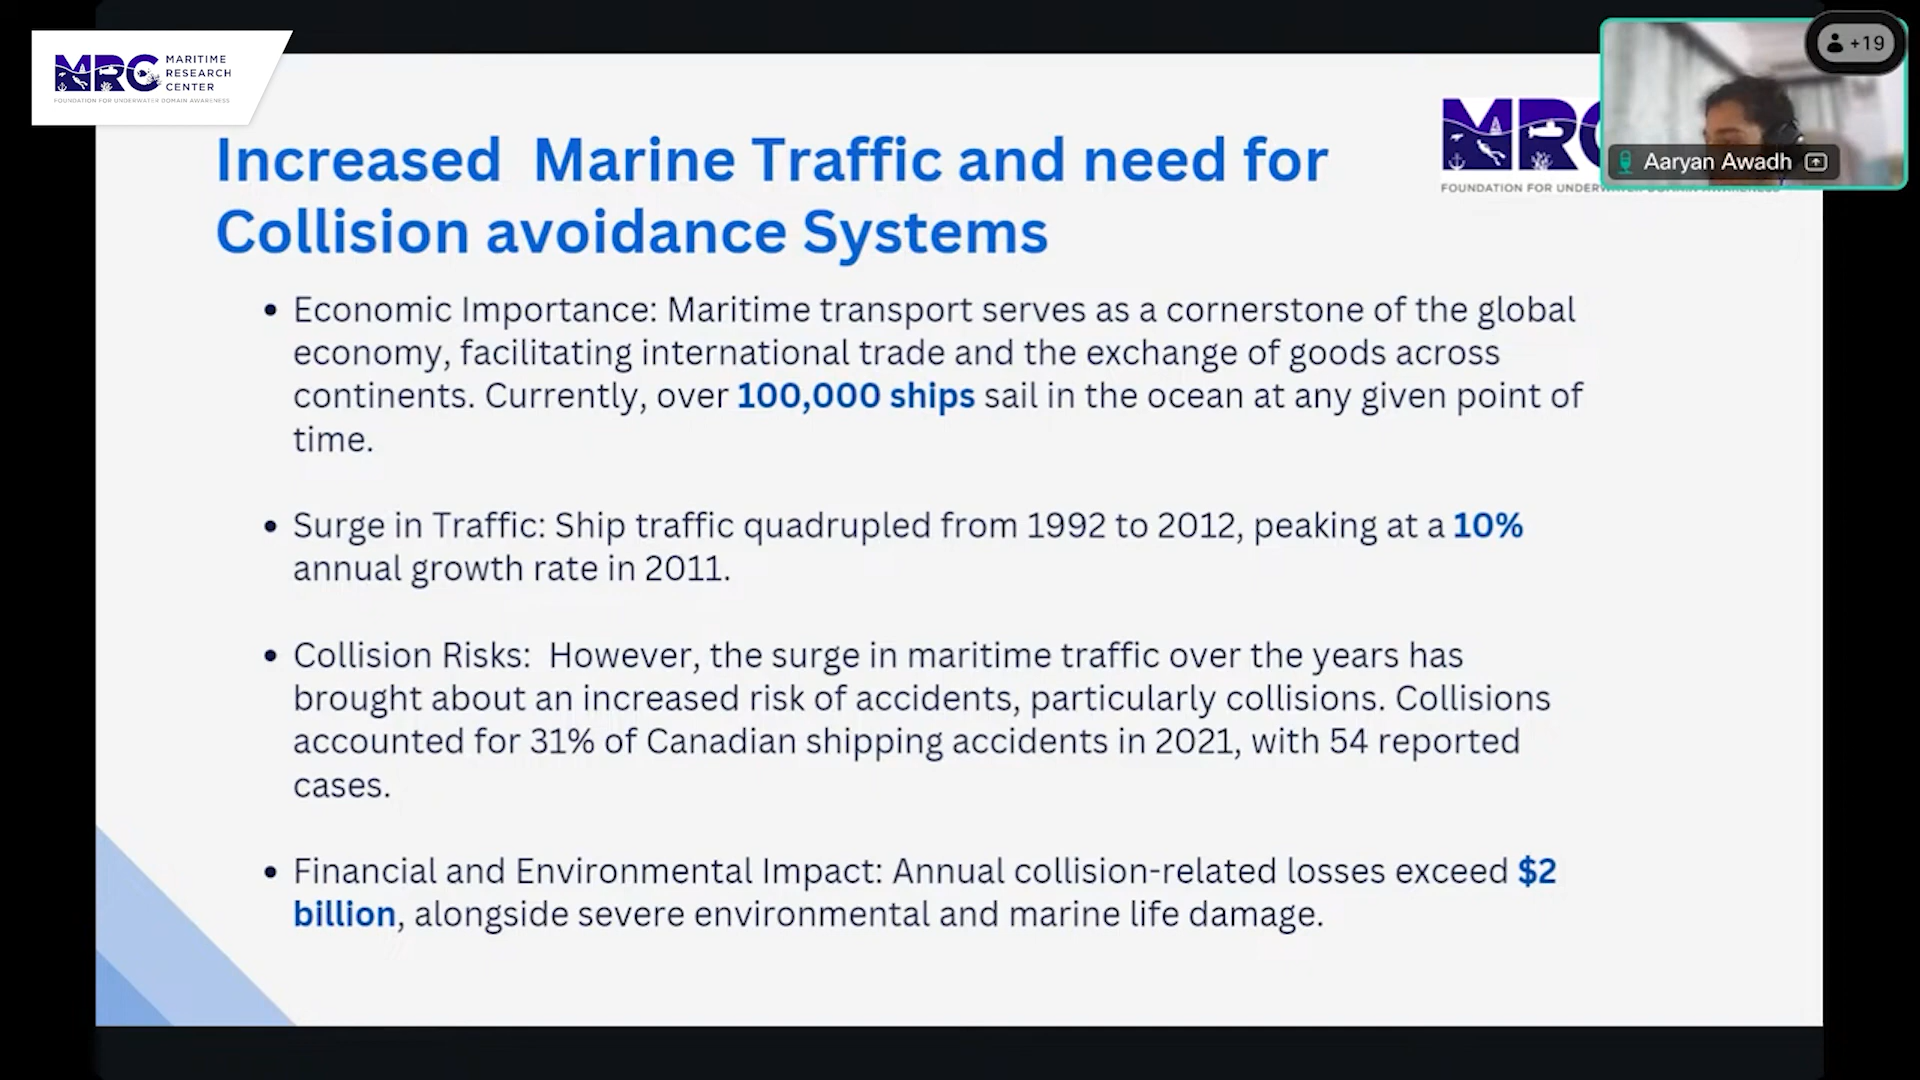 MRC MARITIME
RESEARCH
CENTER
FOUNDATION FOR UNDERWATER DOMAIN AWARENESS
+19
Aaryan Awadh
MRC
FOUNDATION FOR UNDERWATER DOMAIN AWARENESS
Increased  Marine Traffic and need for
Collision avoidance Systems
• Economic Importance: Maritime transport serves as a cornerstone of the global
economy, facilitating international trade and the exchange of goods across
continents. Currently, over 100,000 ships sail in the ocean at any given point of
time.
• Surge in Traffic: Ship traffic quadrupled from 1992 to 2012, peaking at a 10%
annual growth rate in 2011.
• Collision Risks:  However, the surge in maritime traffic over the years has
brought about an increased risk of accidents, particularly collisions. Collisions
accounted for 31% of Canadian shipping accidents in 2021, with 54 reported
cases.
• Financial and Environmental Impact: Annual collision-related losses exceed $2
billion, alongside severe environmental and marine life damage.